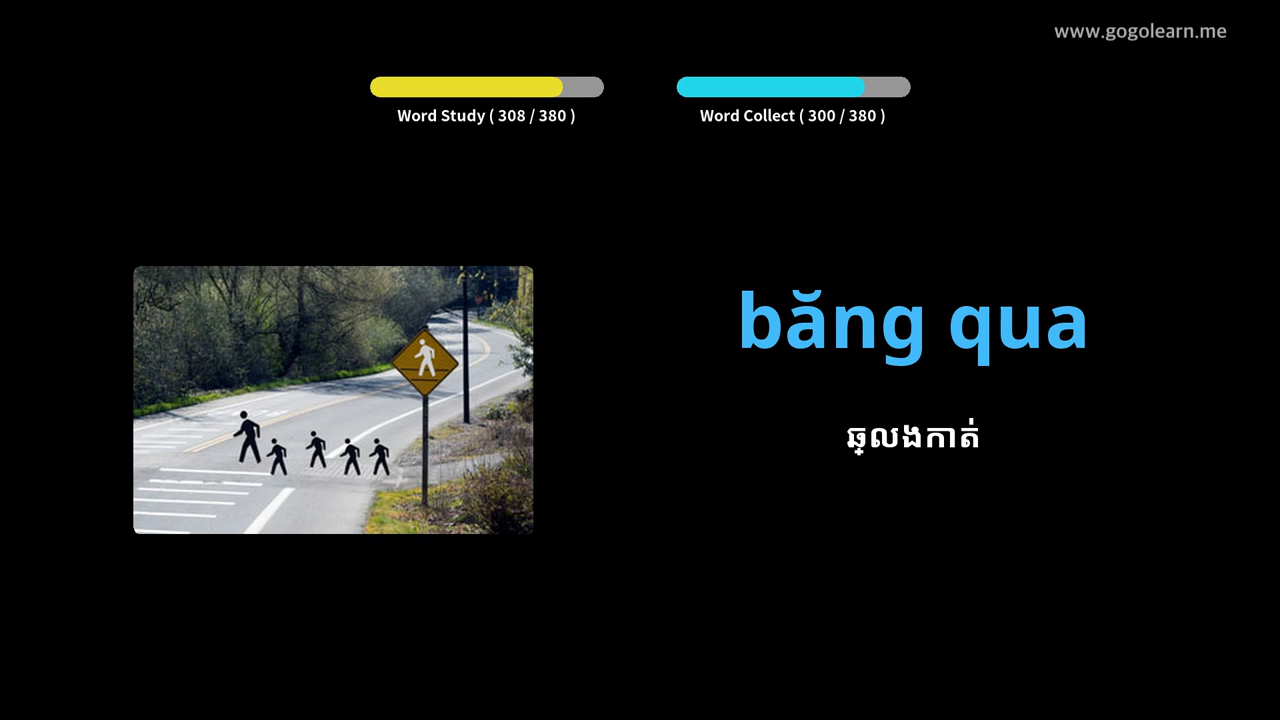 www.gogolearn.me
Word Study ( 308 / 380 )
Word Collect ( 300 / 380 )
băng qua
ឆ្លងកាត់